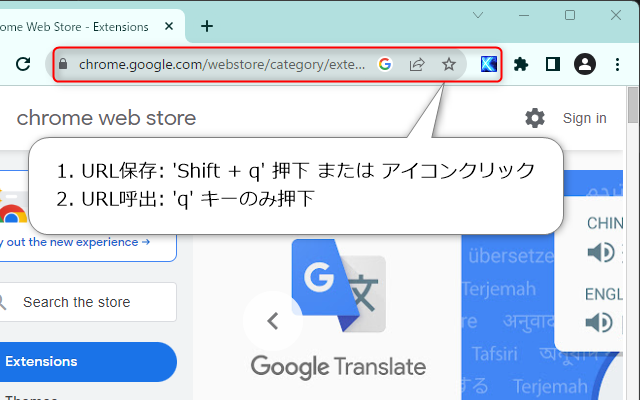 ome Web Store - Extensions
chrome.google.com/webstore/category/exte...
chrome web store
Sign in
1. URL保存: 'Shift + q' 押下 または アイコンクリック
2. URL呼出: 'q' キーのみ押下
y out the new experience →
Search the store
Extensions
Themes
G
文
Google Translate
übersetze
Terjemah
अनुवाद
Tafsiri
Terjemah
CHIN
ENGL